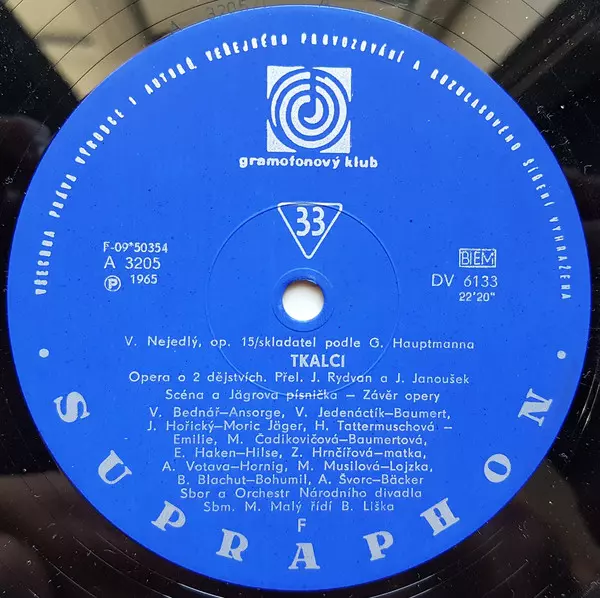 VŠECHNA PRÁVA VÝROBCE I AUTORŮ VEŘEJNÉHO PROVOZOVÁNÍ A ROZHLASOVÉHO ŠÍŘENÍ VYHRAŽENA
gramofonový klub
33
F-09*50354
A 3205
Ⓟ 1965
BIEM
DV 6133
22'20"
V. Nejedlý, op. 15/skladatel podle G. Hauptmanna
TKALCI
Opera o 2 dějstvích. Přel. J. Rydvan a J. Janoušek
Scéna a Jägrova písnička – Závěr opery
V. Bednář–Ansorge, V. Jedenáctík–Baumert,
J. Hořický–Moric Jäger, H. Tattermuschová –
Emilie, M. Čadikovičová–Baumertová,
E. Haken–Hilse, Z. Hrnčířová–matka,
A. Votava–Hornig, M. Musilová–Lojzka,
B. Blachut–Bohumil, A. Švorc–Bäcker
Sbor a Orchestr Národního divadla
Sbm. M. Malý řídí B. Liška
F
· SUPRAPHON ·